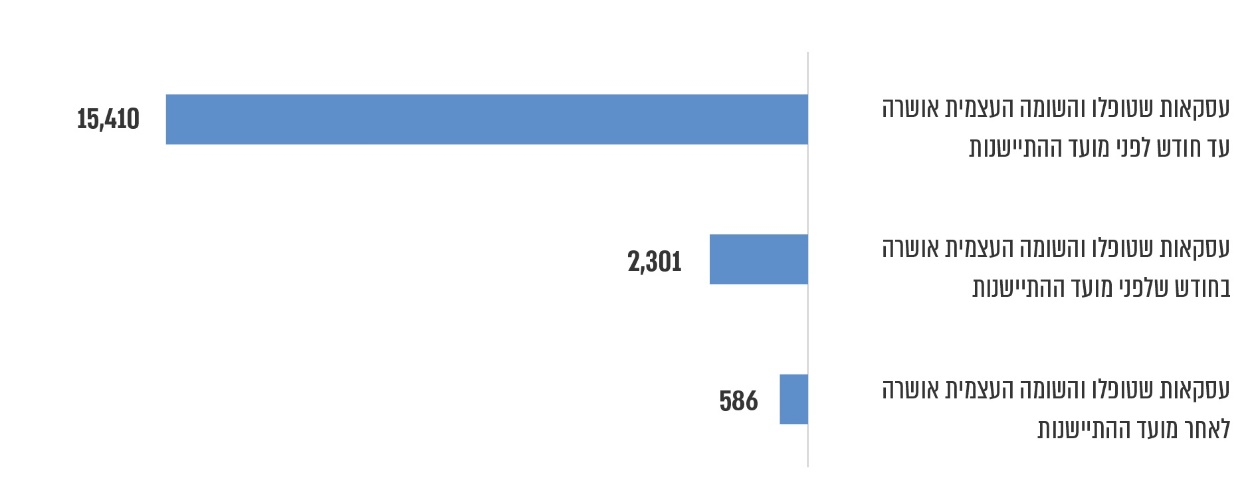 עסקאות שטופלו והשומה העצמית אושרה
עד חודש לפני מועד ההתיישנות
15,410
עסקאות שטופלו והשומה העצמית אושרה
בחודש שלפני מועד ההתיישנות
2,301
עסקאות שטופלו והשומה העצמית אושרה
לאחר מועד ההתיישנות
586